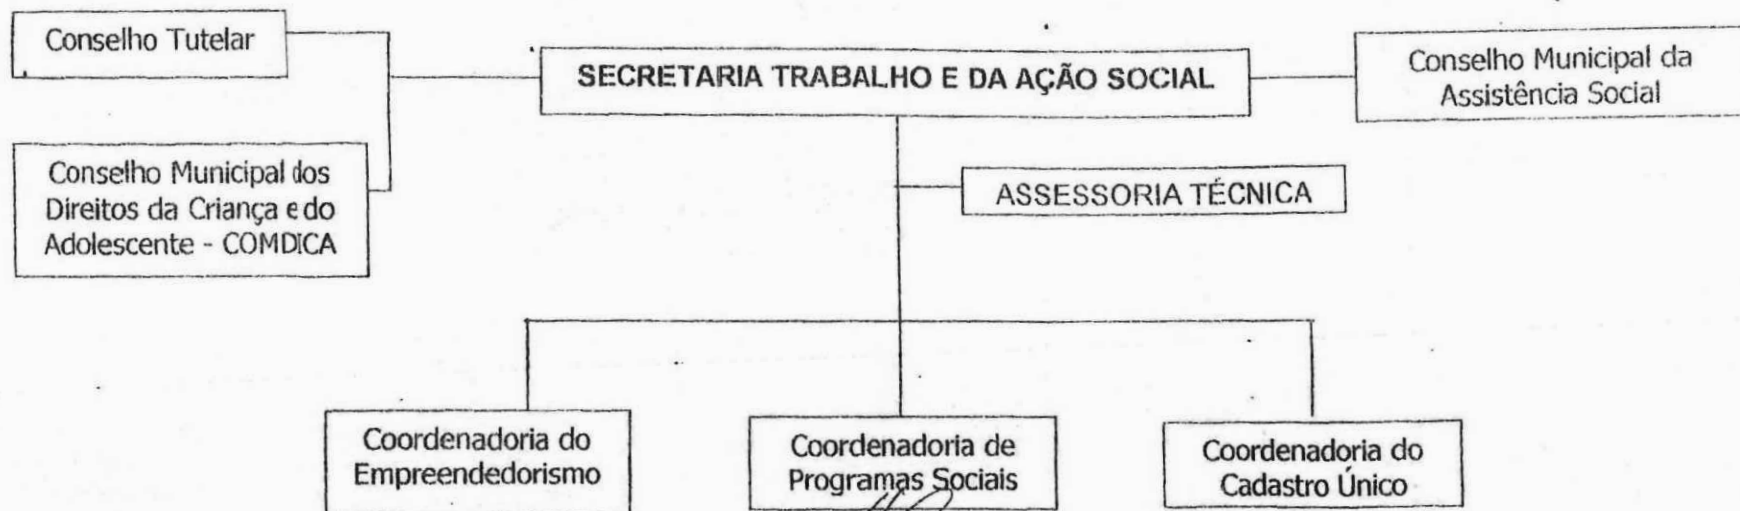 Conselho Tutelar
SECRETARIA TRABALHO E DA AÇÃO SOCIAL
Conselho Municipal da
Assistência Social
Conselho Municipal dos
Direitos da Criança e do
Adolescente - COMDICA
ASSESSORIA TÉCNICA
Coordenadoria do
Empreendedorismo
Coordenadoria de
Programas Sociais
Coordenadoria do
Cadastro Único